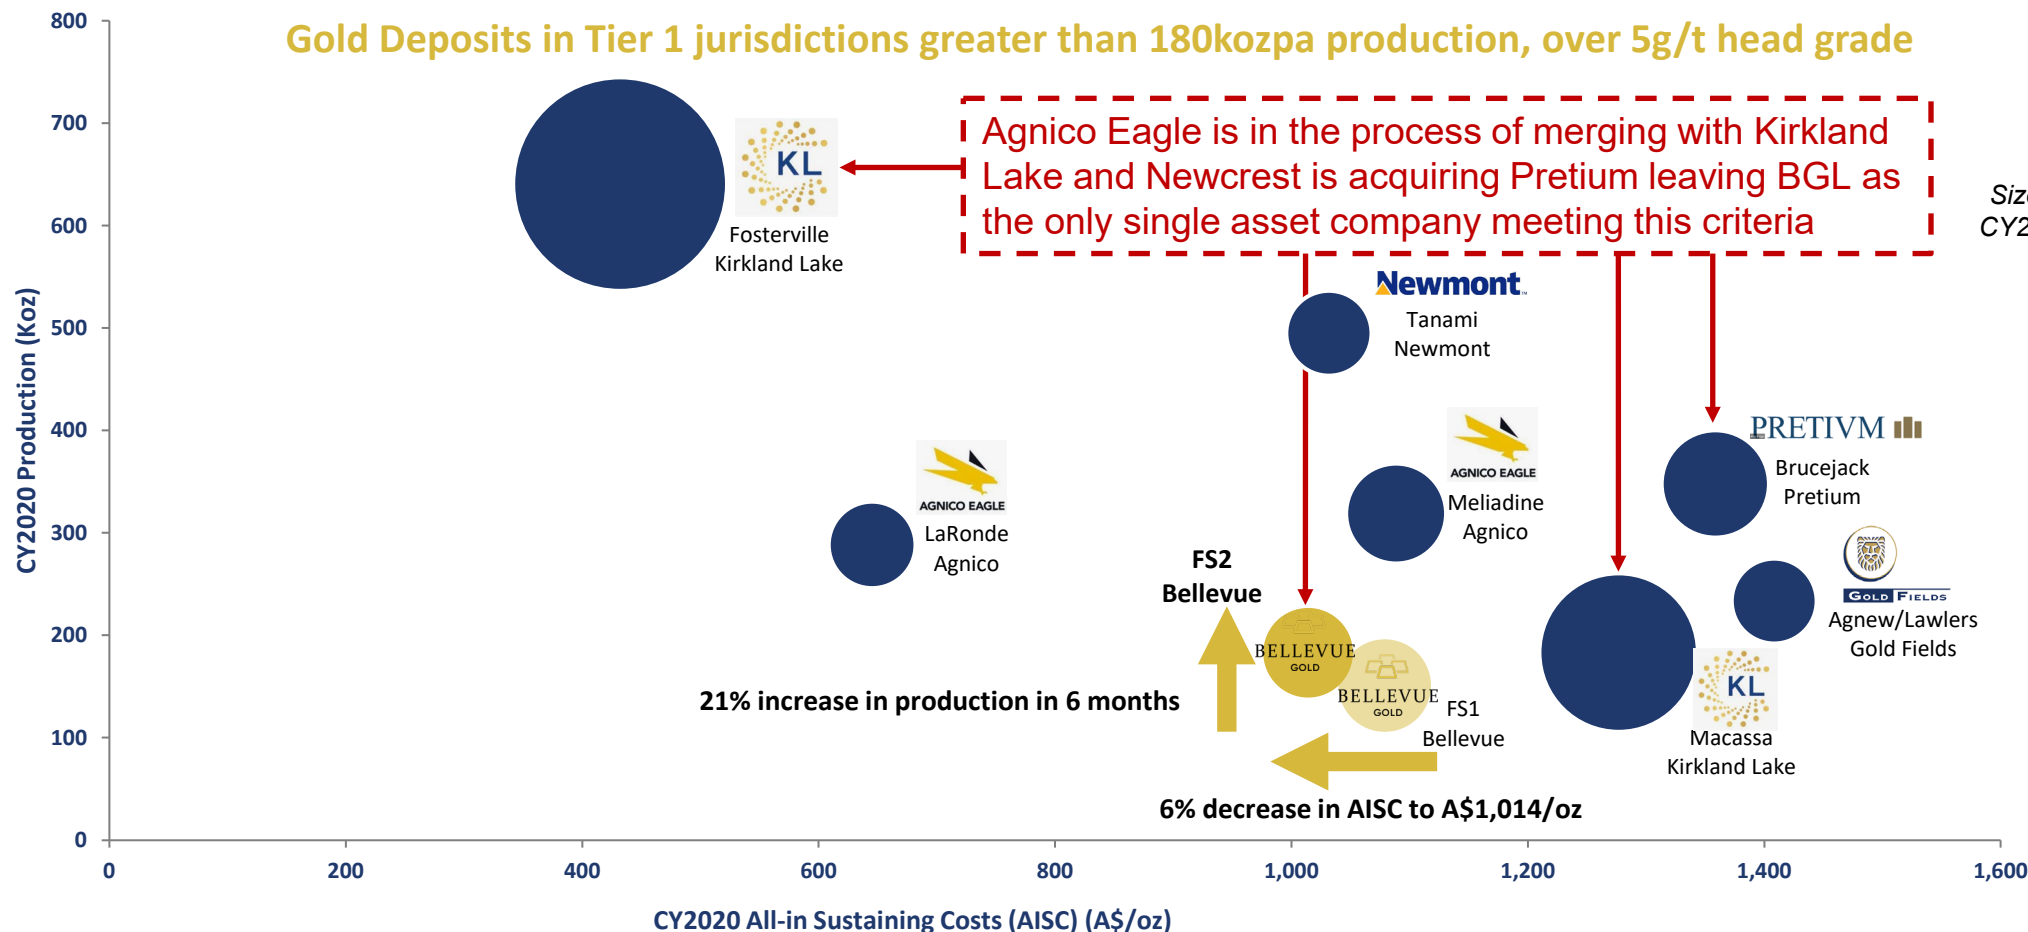 Gold Deposits in Tier 1 jurisdictions greater than 180kozpa production, over 5g/t head grade
Agnico Eagle is in the process of merging with Kirkland
Lake and Newcrest is acquiring Pretium leaving BGL as
the only single asset company meeting this criteria
CY2020 Production (Koz)
800
700
600
500
400
300
200
100
0
KL
Fosterville
Kirkland Lake
Newmont
Tanami
Newmont
AGNICO EAGLE
LaRonde
Agnico
AGNICO EAGLE
Meliadine
Agnico
PRETIVM
Brucejack
Pretium
GOLD FIELDS
Agnew/Lawlers
Gold Fields
FS2
Bellevue
BELLEVUE
GOLD
BELLEVUE
GOLD
FS1
Bellevue
KL
Macassa
Kirkland Lake
21% increase in production in 6 months
6% decrease in AISC to A$1,014/oz
0
200
400
600
800
1,000
1,200
1,400
1,600
CY2020 All-in Sustaining Costs (AISC) (A$/oz)